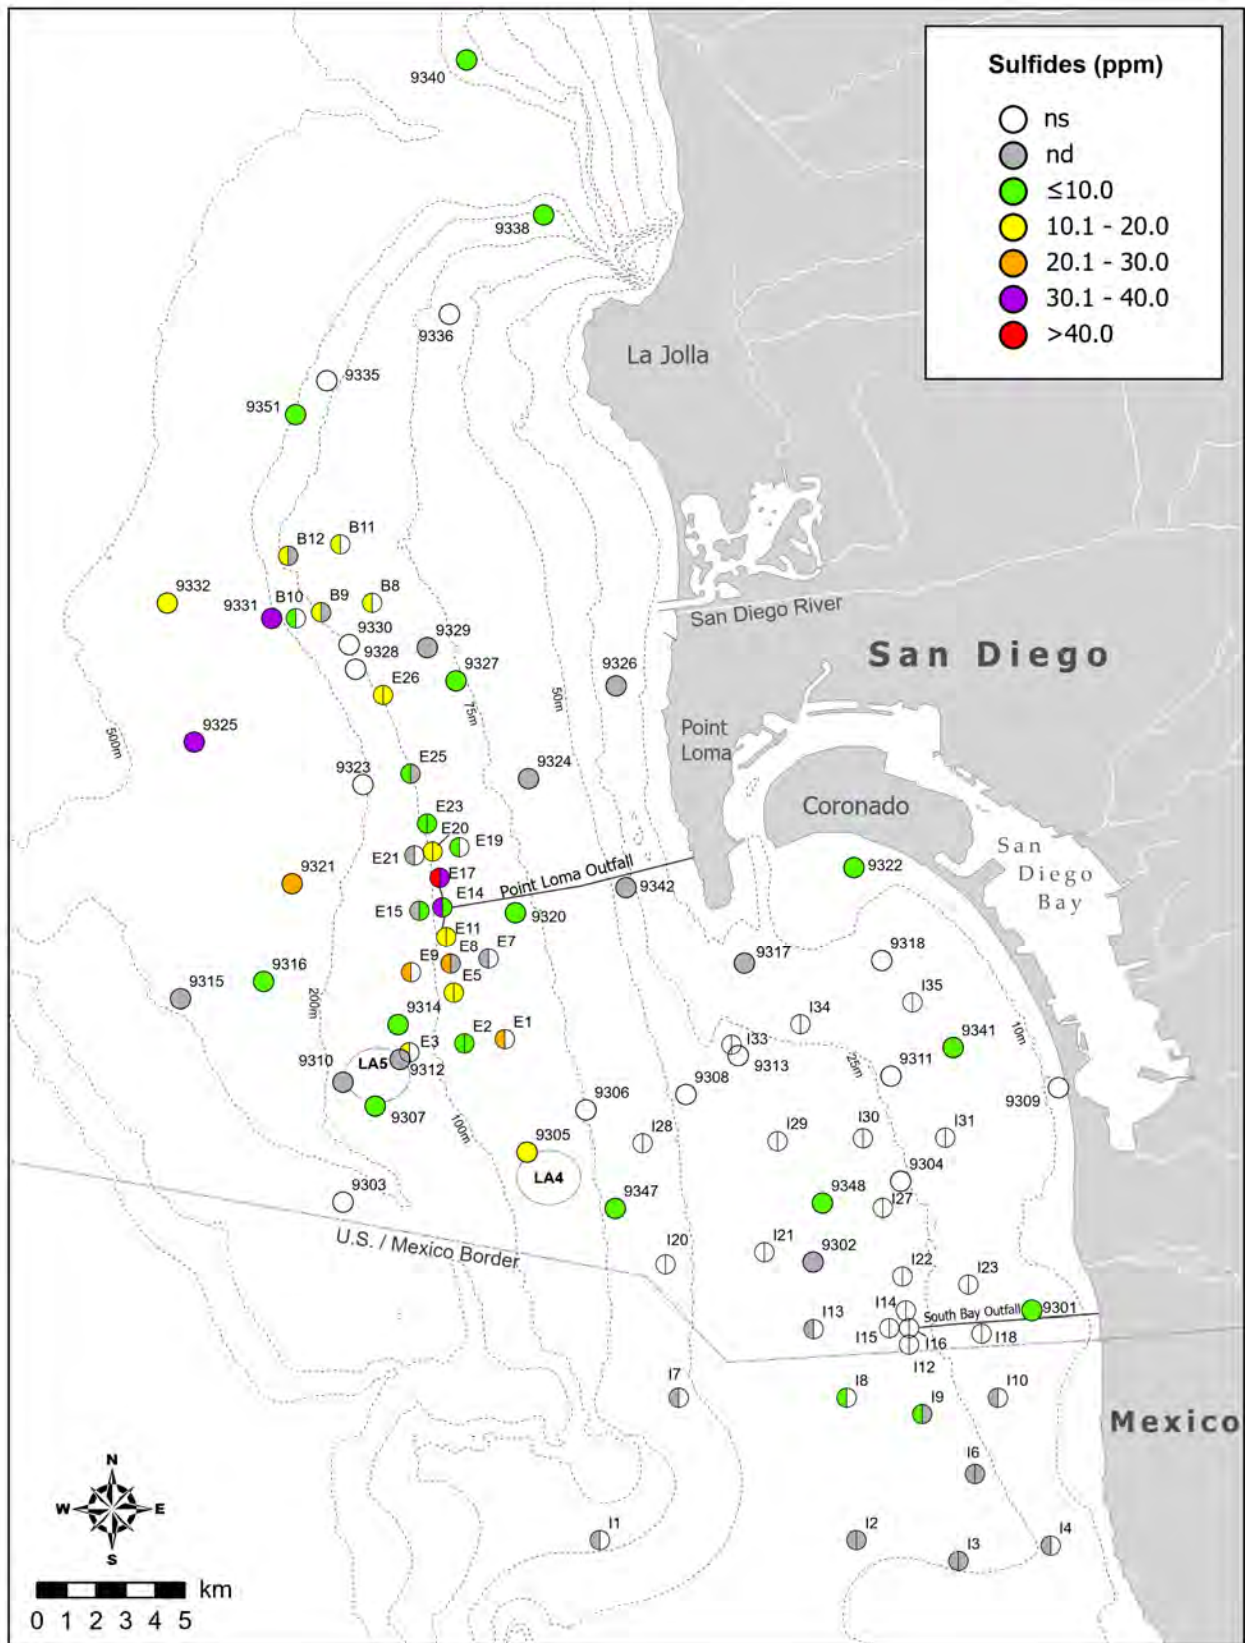 Sulfides (ppm)
ns
nd
≤10.0
10.1 - 20.0
20.1 - 30.0
30.1 - 40.0
>40.0
9340
9338
9336
La Jolla
9335
9351
B11
B12
9332
B8
B9
B10
9331
San Diego River
9330
9329
San Diego
9328
9327
9326
E26
75m
50m
500m
9325
Point
Loma
9324
E25
9323
Coronado
E23
E20
E19
San
Diego
Bay
E21
9321
Point Loma Outfall
9322
E17
9342
E14
E15
9320
E11
E7
E8
E9
9318
9317
9316
E5
9315
200m
I35
I34
9314
E2
E1
9341
10m
I33
E3
9313
25m
9310
LA5
9312
9311
9308
9309
9306
9307
100m
I28
I29
I30
I31
9305
LA4
9304
9303
9347
9348
I27
U.S. / Mexico Border
I20
I21
9302
I22
I23
I14
South Bay Outfall
9301
I13
I15
I16
I18
I12
I7
I8
I9
I10
Mexico
I6
N
W
E
S
I1
I2
I3
I4
km
0 1 2 3 4 5